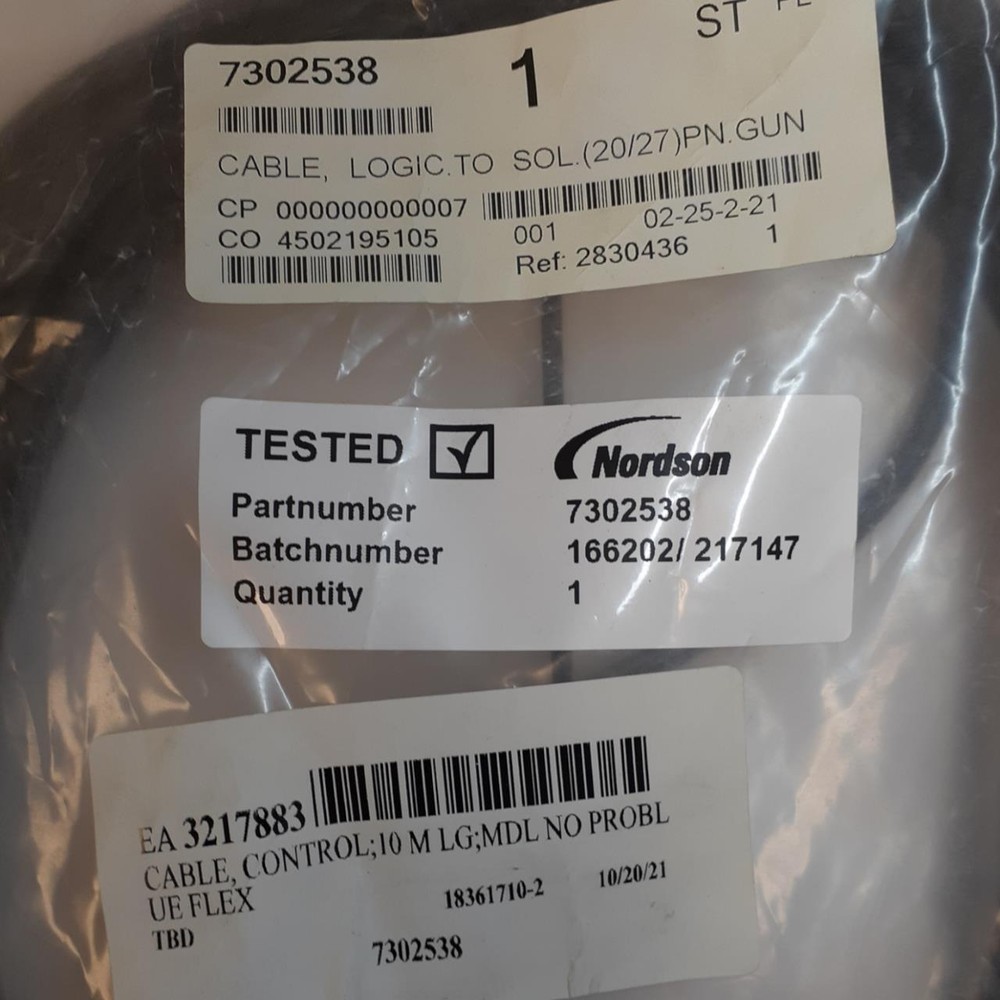 ST
7302538 1
CABLE, LOGIC.TO SOL.(20/27)PN.GUN
CP 000000000007
001 02-25-2-21
CO 4502195105
Ref: 2830436 1
TESTED Nordson
Partnumber 7302538
Batchnumber 166202/ 217147
Quantity 1
EA 3217883
CABLE, CONTROL;10 M LG;MDL NO PROBL
UE FLEX 18361710-2 10/20/21
TBD
7302538